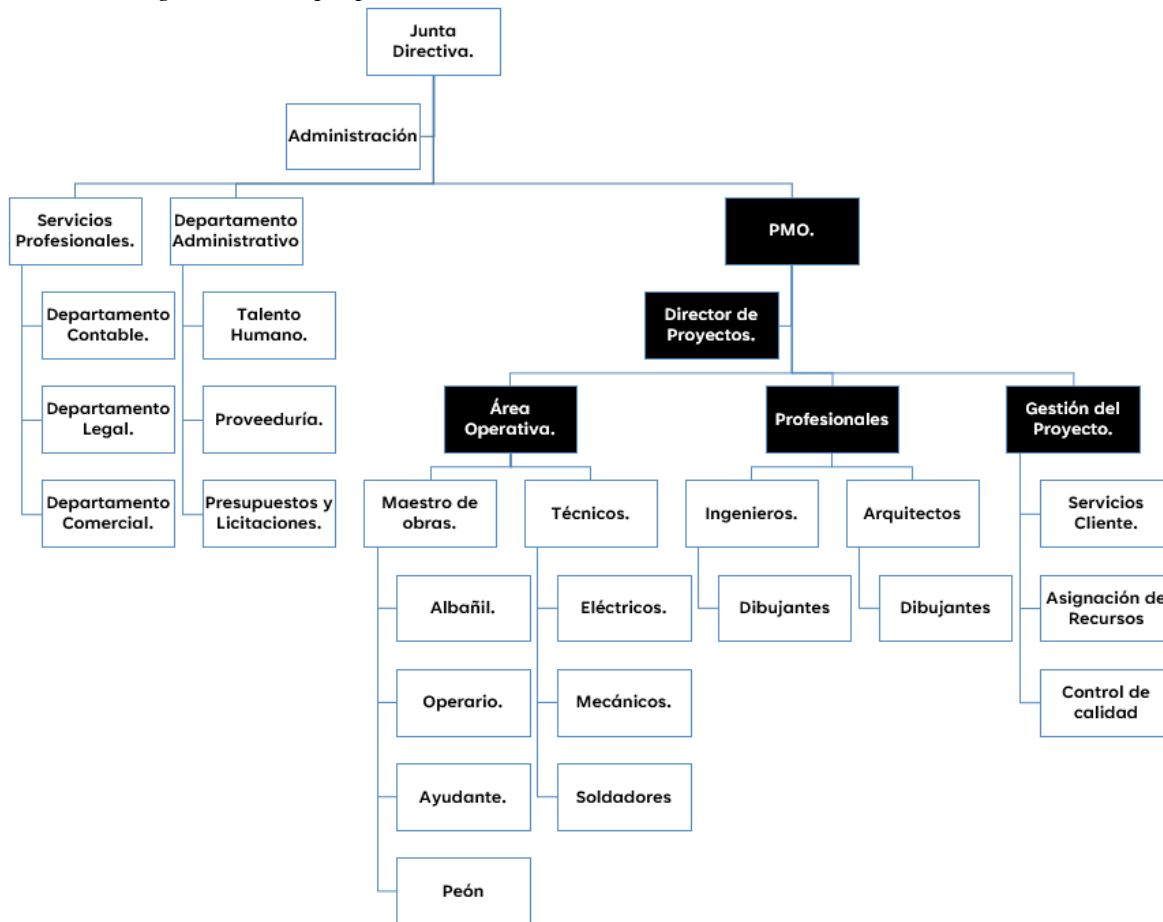 Junta
Directiva.
Administración
Servicios
Profesionales.
Departamento
Administrativo
PMO.
Departamento
Contable.
Talento
Humano.
Director de
Proyectos.
Departamento
Legal.
Proveeduría.
Área
Operativa.
Profesionales
Gestión del
Proyecto.
Departamento
Comercial.
Presupuestos y
Licitaciones.
Maestro de
obras.
Técnicos.
Ingenieros.
Arquitectos
Servicios
Cliente.
Albañil.
Eléctricos.
Dibujantes
Dibujantes
Asignación de
Recursos
Operario.
Mecánicos.
Control de
calidad
Ayudante.
Soldadores
Peón